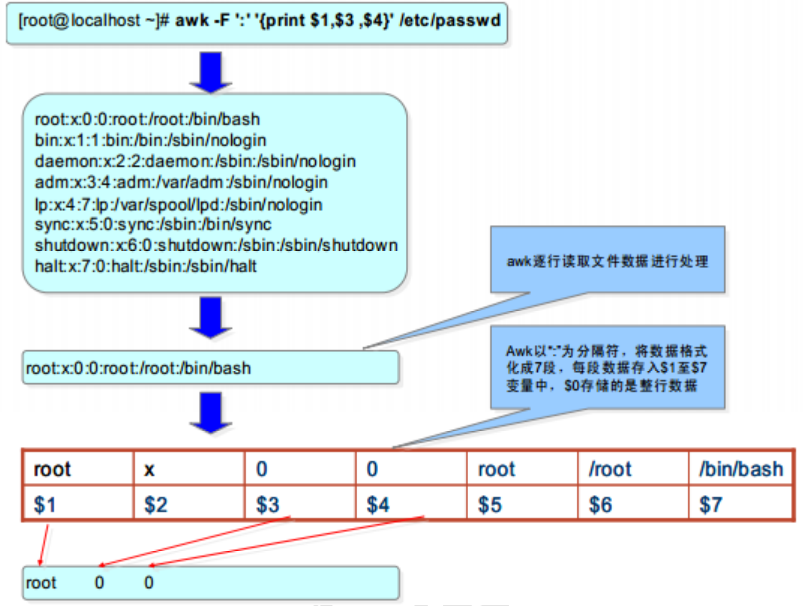 [root@localhost ~]# awk -F ':' '{print $1,$3 ,$4}' /etc/passwd
root:x:0:0:root:/root:/bin/bash
bin:x:1:1:bin:/bin:/sbin/nologin
daemon:x:2:2:daemon:/sbin:/sbin/nologin
adm:x:3:4:adm:/var/adm:/sbin/nologin
lp:x:4:7:lp:/var/spool/lpd:/sbin/nologin
sync:x:5:0:sync:/sbin:/bin/sync
shutdown:x:6:0:shutdown:/sbin:/sbin/shutdown
halt:x:7:0:halt:/sbin:/sbin/halt
awk逐行读取文件数据进行处理
root:x:0:0:root:/root:/bin/bash
Awk以“:”为分隔符，将数据格式
化成7段，每段数据存入$1至$7
变量中，$0存储的是整行数据
root x 0 0 root /root /bin/bash
$1 $2 $3 $4 $5 $6 $7
root 0 0